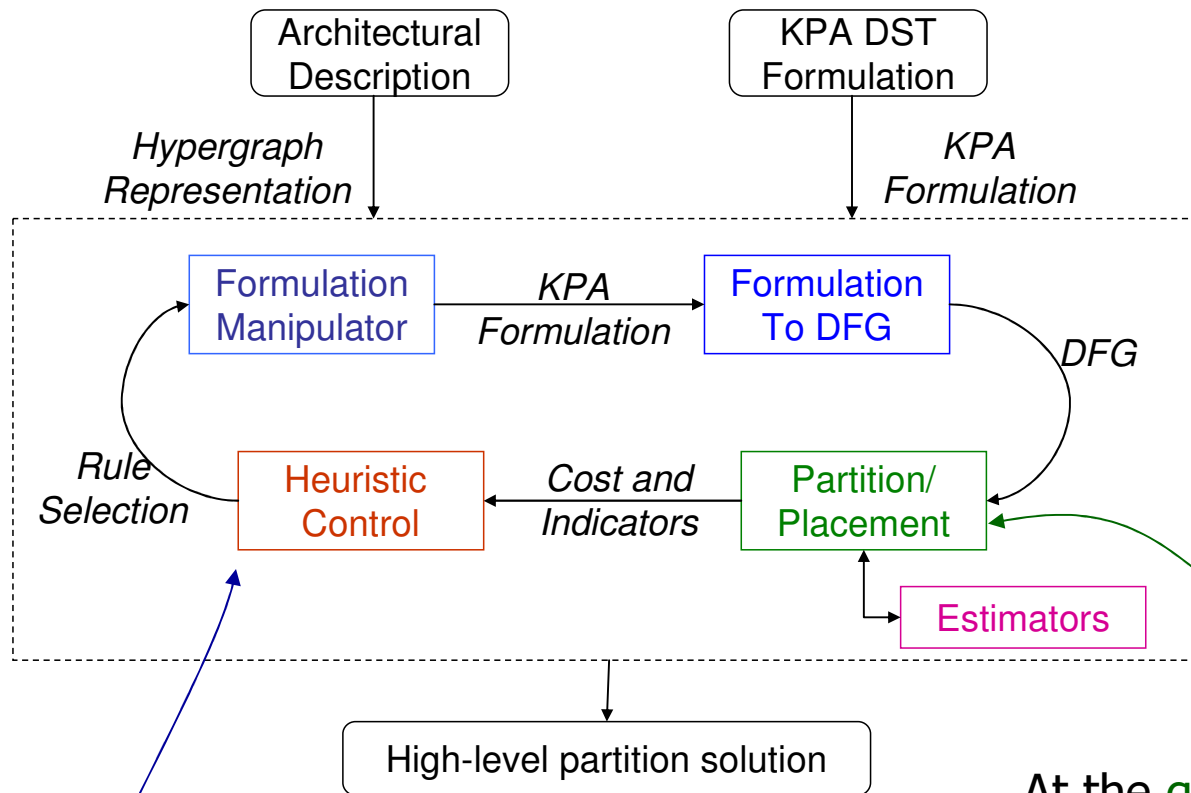 Architectural
Description
KPA DST
Formulation
Hypergraph
Representation
KPA
Formulation
Formulation
Manipulator
KPA
Formulation
Formulation
To DFG
DFG
Rule
Selection
Heuristic
Control
Cost and
Indicators
Partition/
Placement
Estimators
High-level partition solution
At the